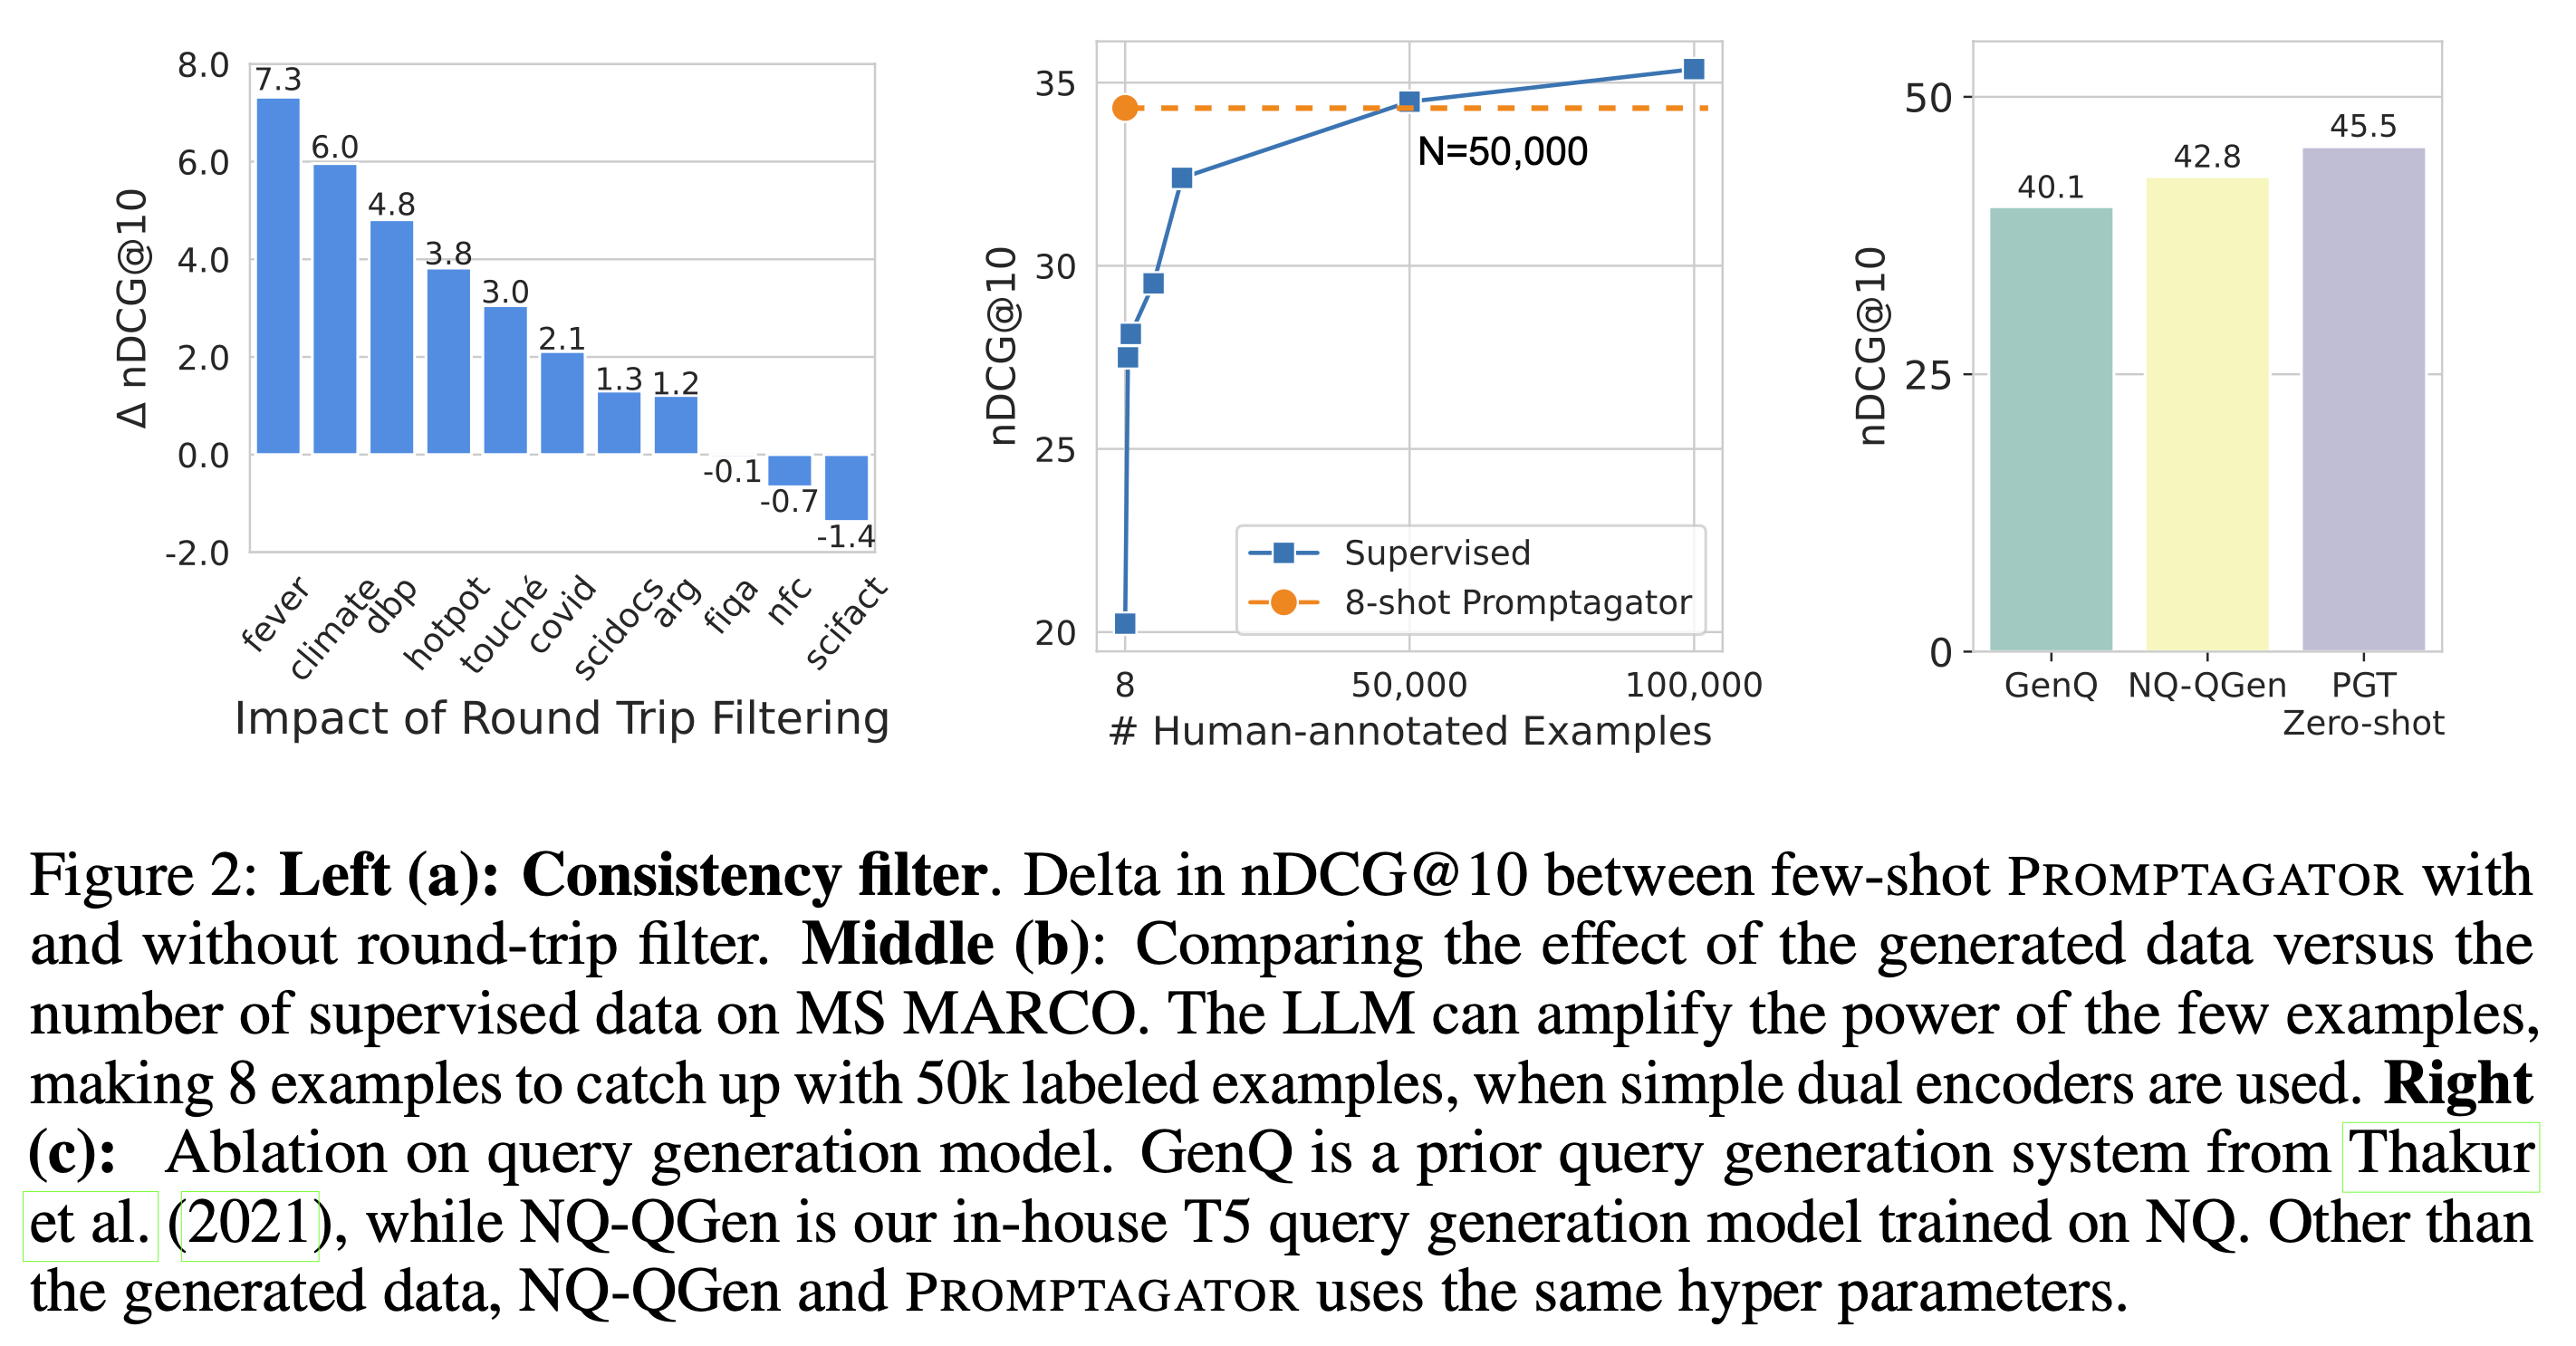 8.0
6.0
4.0
2.0
0.0
-2.0
Δ nDCG@10
7.3
6.0
4.8
3.8
3.0
2.1
1.3
1.2
-0.1
-0.7
-1.4
fever
climate
dbp
hotpot
touché
covid
scidocs
arg
fiqa
nfc
scifact
Impact of Round Trip Filtering
35
30
25
20
nDCG@10
N=50,000
Supervised
8-shot Promptagator
8
50,000
100,000
# Human-annotated Examples
50
25
0
nDCG@10
40.1
42.8
45.5
GenQ
NQ-QGen
PGT
Zero-shot
Figure 2: Left (a): Consistency filter. Delta in nDCG@10 between few-shot PROMPTAGATOR with
and without round-trip filter. Middle (b): Comparing the effect of the generated data versus the
number of supervised data on MS MARCO. The LLM can amplify the power of the few examples,
making 8 examples to catch up with 50k labeled examples, when simple dual encoders are used. Right
(c): Ablation on query generation model. GenQ is a prior query generation system from Thakur
et al. (2021), while NQ-QGen is our in-house T5 query generation model trained on NQ. Other than
the generated data, NQ-QGen and PROMPTAGATOR uses the same hyper parameters.